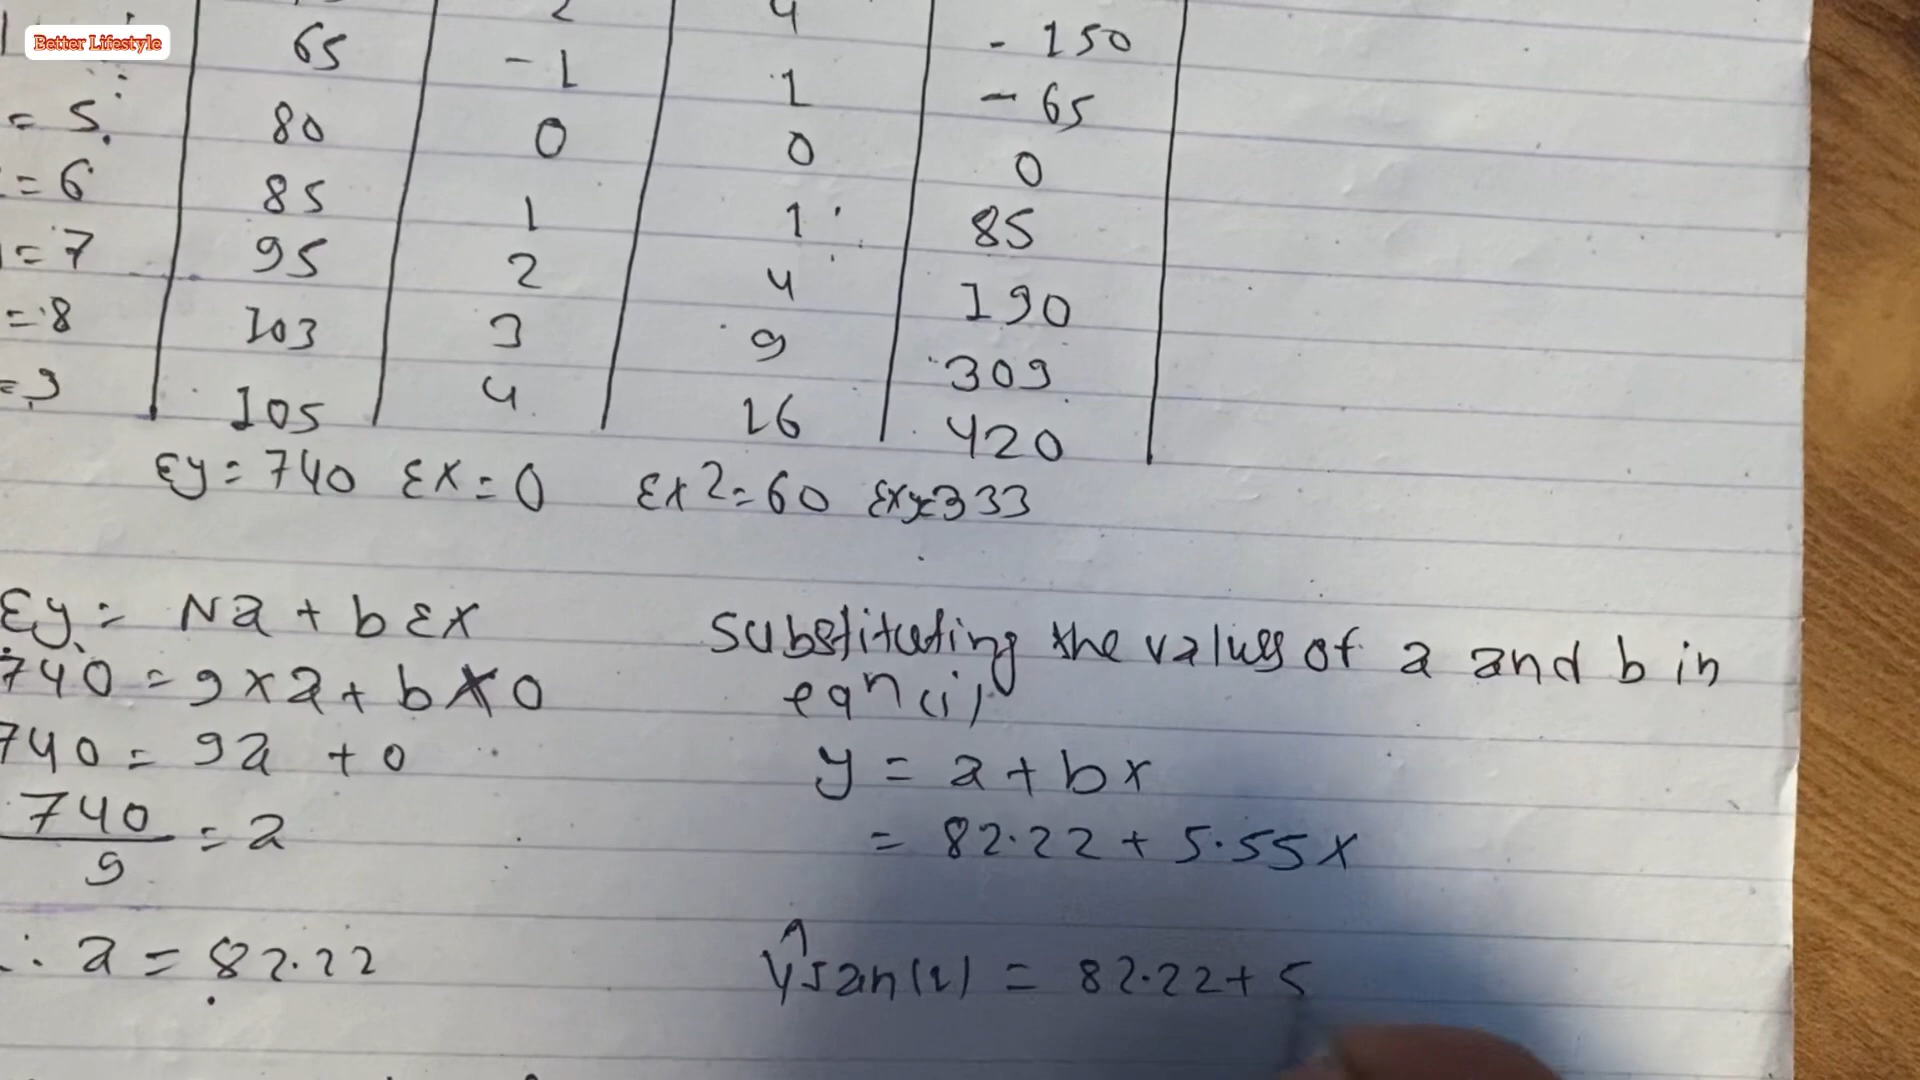 Better Lifestyle
2 4 - 150
65 -1 1 - 65
= 5 80 0 0 0
= 6 85 1 1 85
= 7 95 2 4 190
= 8 103 3 9 309
= 9 105 4 16 420
Σy = 740 Σx = 0 Σx2 = 60 Σxy=333
Σy = Na + bΣx
740 = 9 x a + b x 0
740 = 9a + 0
740
9
= a
∴ a = 82.22
Substituting the values of a and b in
eqn (i)
y = a + bx
= 82.22 + 5.55x
ŷJan(1) = 82.22 + 5